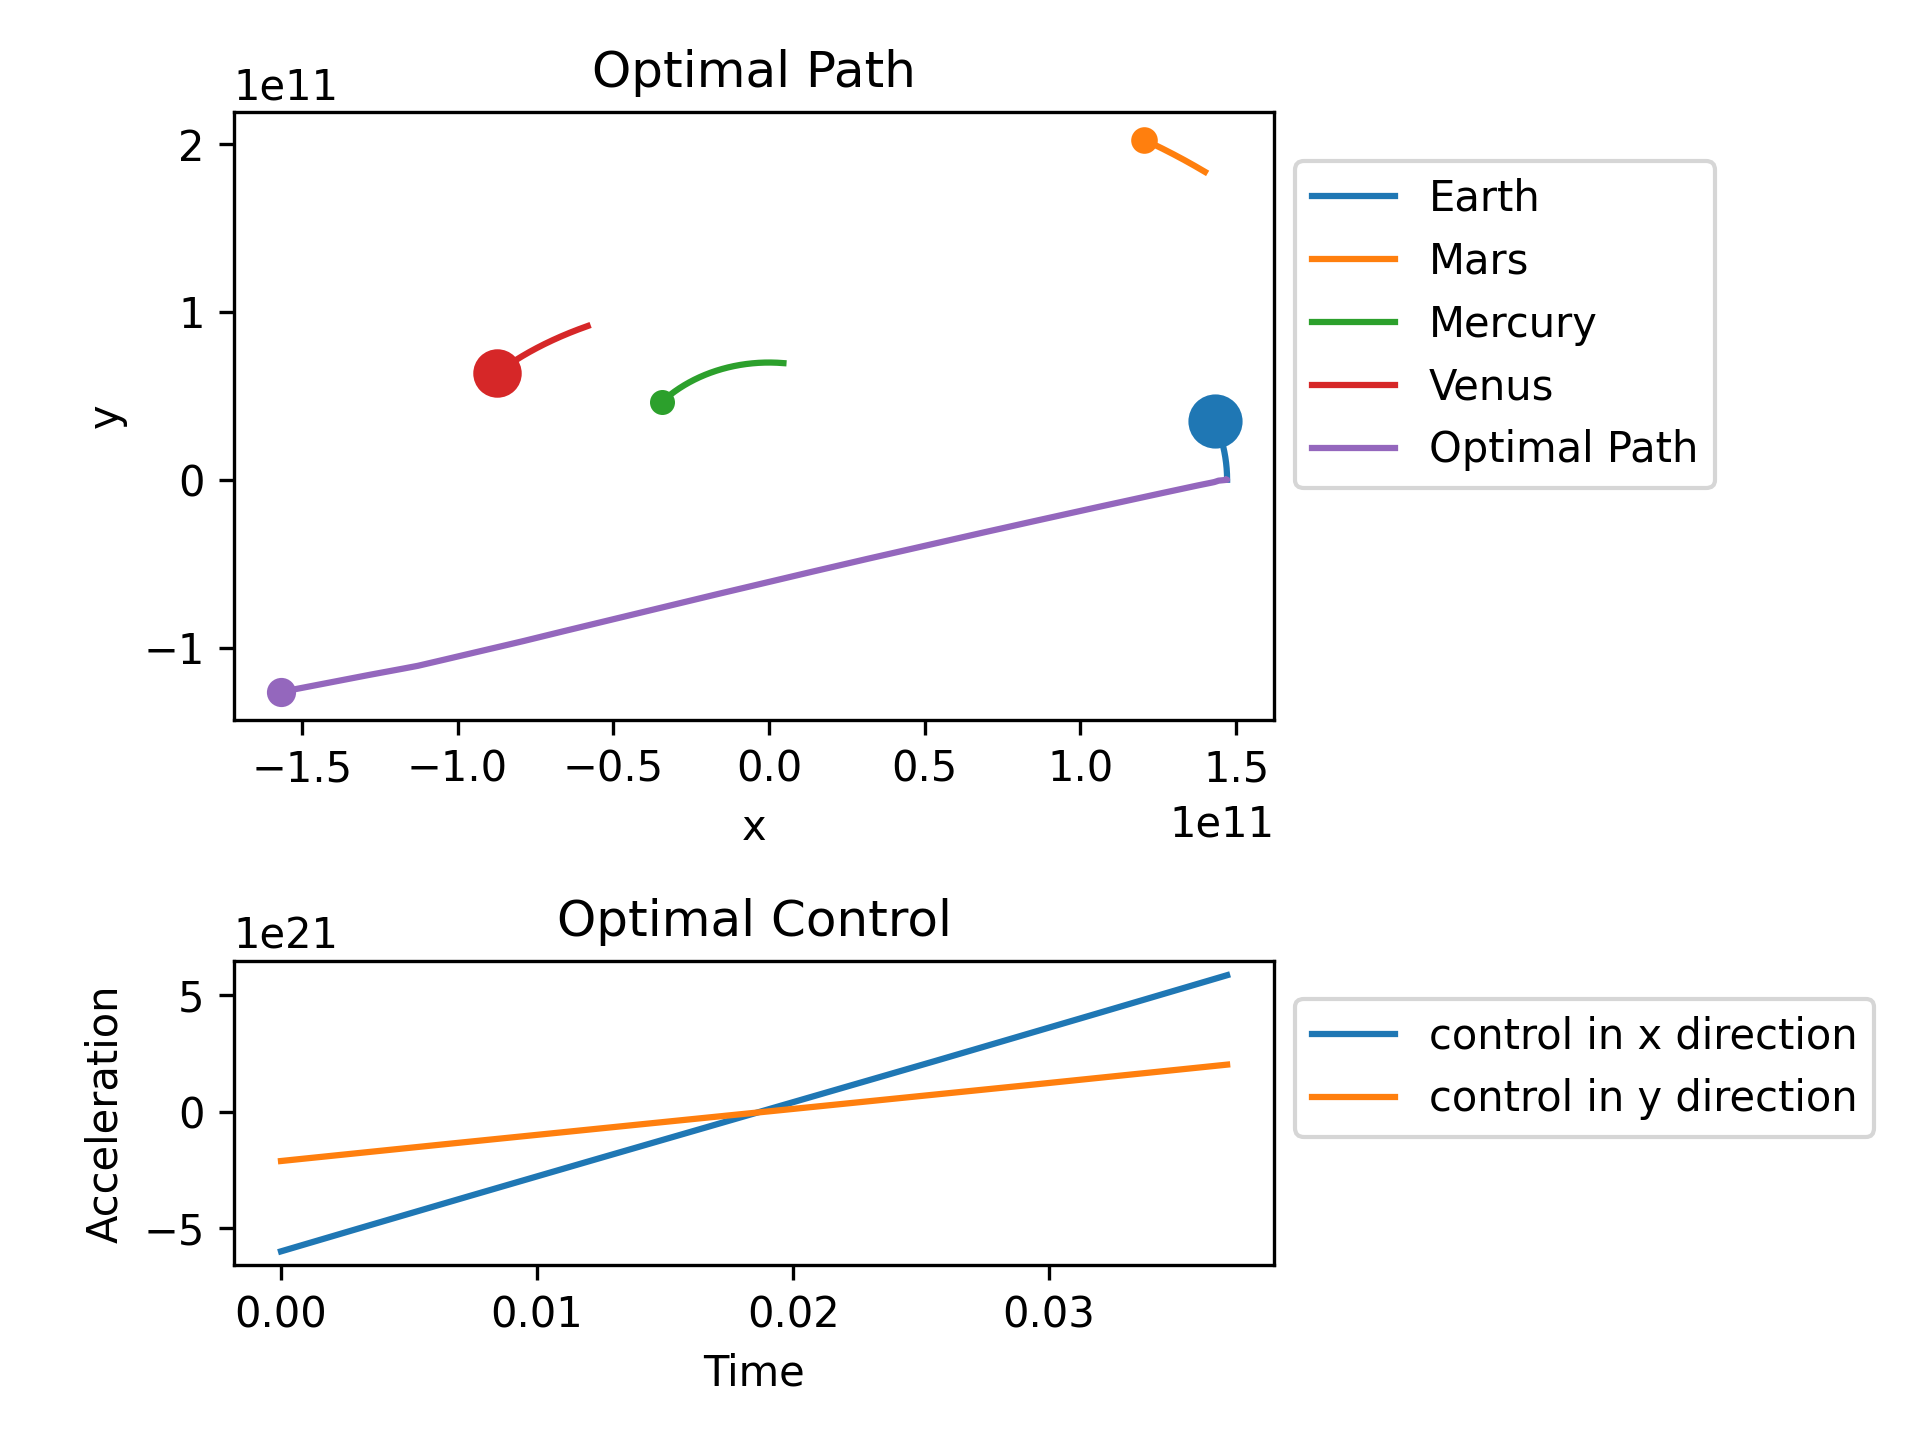 Optimal Path
1e11
2
1
0
−1
y
−1.5 −1.0 −0.5 0.0 0.5 1.0 1.5
x
1e11
Earth
Mars
Mercury
Venus
Optimal Path
Optimal Control
1e21
5
0
−5
Acceleration
0.00 0.01 0.02 0.03
Time
control in x direction
control in y direction